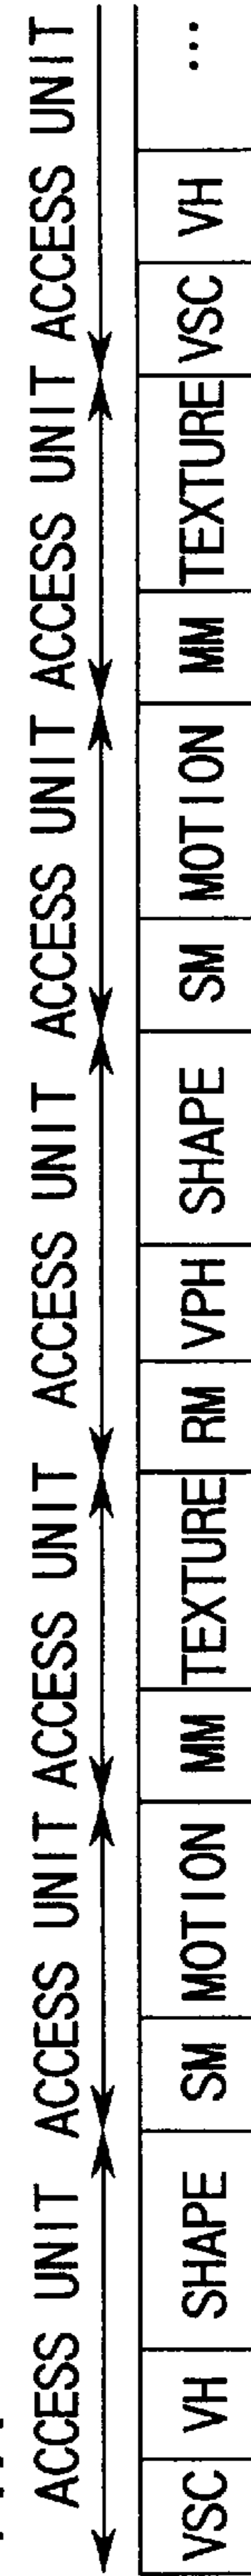 ACCESS UNIT ACCESS UNIT ACCESS UNIT ACCESS UNIT ACCESS UNIT ACCESS UNIT ACCESS UNIT
VSC VH SHAPE SM MOTION MM TEXTURE RM VPH SHAPE SM MOTION MM TEXTURE VSC VH ...